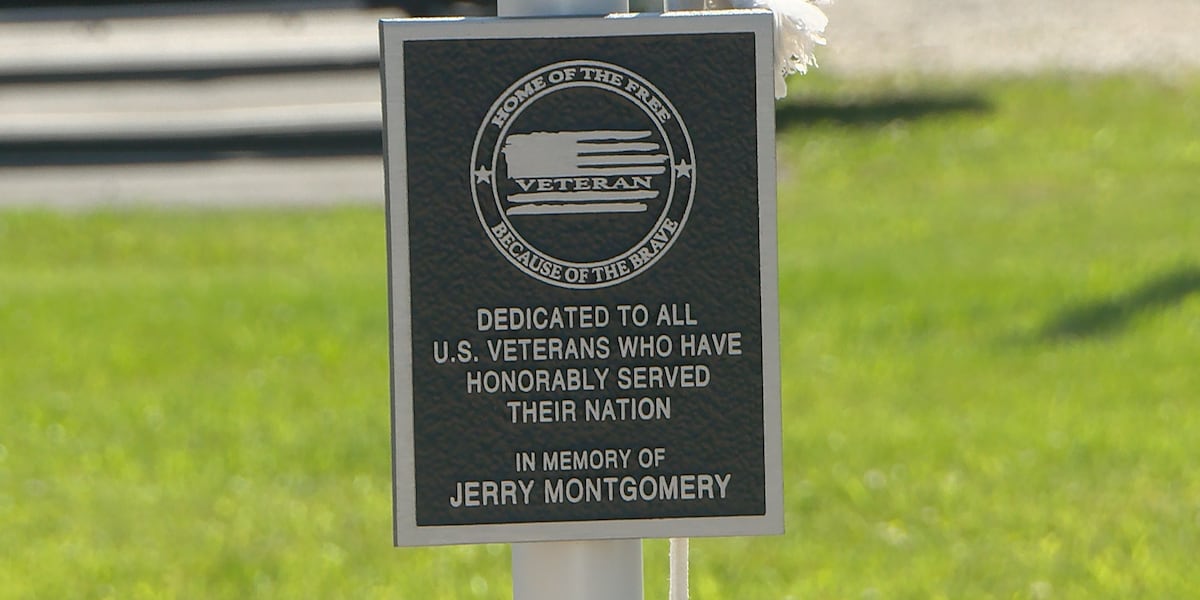 HOME OF THE FREE
VETERAN
BECAUSE OF THE BRAVE
DEDICATED TO ALL
U.S. VETERANS WHO HAVE
HONORABLY SERVED
THEIR NATION
IN MEMORY OF
JERRY MONTGOMERY